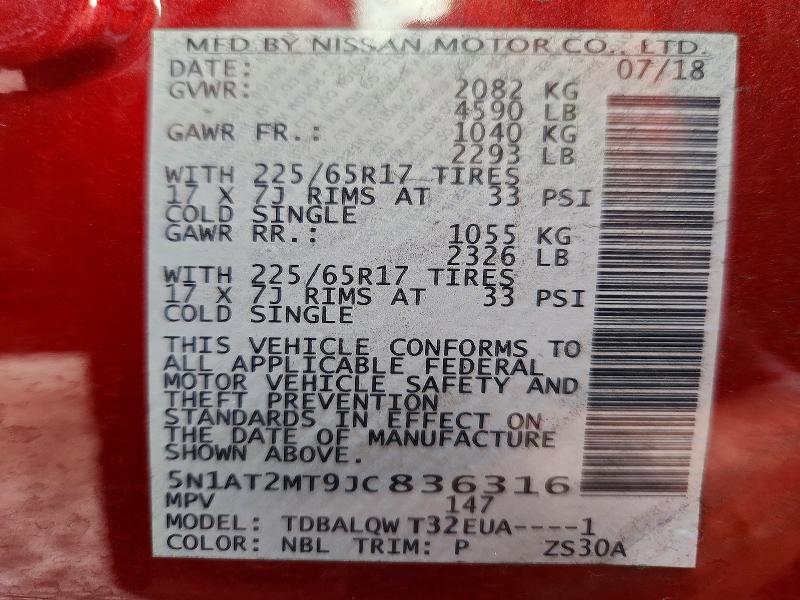 MFD BY NISSAN MOTOR CO., LTD.
DATE: 07/18
GVWR: 2082 KG
4590 LB
GAWR FR.: 1040 KG
2293 LB
WITH 225/65R17 TIRES
17 X 7J RIMS AT 33 PSI
COLD SINGLE
GAWR RR.: 1055 KG
2326 LB
WITH 225/65R17 TIRES
17 X 7J RIMS AT 33 PSI
COLD SINGLE
THIS VEHICLE CONFORMS TO
ALL APPLICABLE FEDERAL
MOTOR VEHICLE SAFETY AND
THEFT PREVENTION
STANDARDS IN EFFECT ON
THE DATE OF MANUFACTURE
SHOWN ABOVE.
5N1AT2MT9JC836316
MPV 147
MODEL: TDBALQW T32EUA----1
COLOR: NBL TRIM: P ZS30A